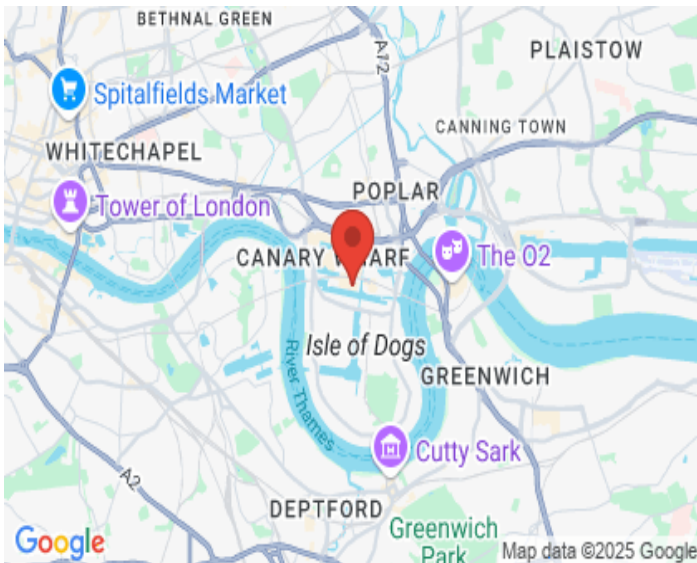 BETHNAL GREEN
A12
PLAISTOW
Spitalfields Market
CANNING TOWN
WHITECHAPEL
POPLAR
Tower of London
CANARY WHARF
The O2
Isle of Dogs
River Thames
GREENWICH
Cutty Sark
A2
DEPTFORD
Greenwich
Park
Google
Map data ©2025 Google